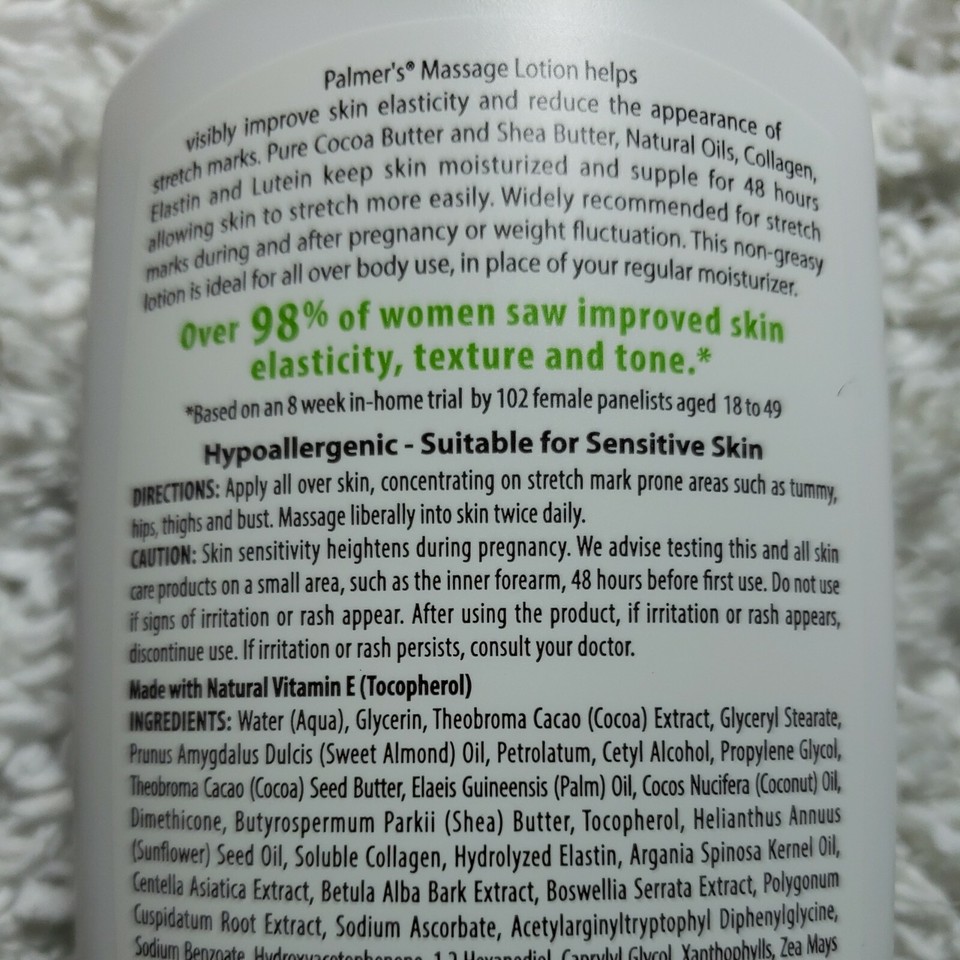 Palmer's® Massage Lotion helps
visibly improve skin elasticity and reduce the appearance of
stretch marks. Pure Cocoa Butter and Shea Butter, Natural Oils, Collagen,
Elastin and Lutein keep skin moisturized and supple for 48 hours
allowing skin to stretch more easily. Widely recommended for stretch
marks during and after pregnancy or weight fluctuation. This non-greasy
lotion is ideal for all over body use, in place of your regular moisturizer.
Over 98% of women saw improved skin
elasticity, texture and tone.*
*Based on an 8 week in-home trial by 102 female panelists aged 18 to 49
Hypoallergenic - Suitable for Sensitive Skin
DIRECTIONS: Apply all over skin, concentrating on stretch mark prone areas such as tummy,
hips, thighs and bust. Massage liberally into skin twice daily.
CAUTION: Skin sensitivity heightens during pregnancy. We advise testing this and all skin
care products on a small area, such as the inner forearm, 48 hours before first use. Do not use
if signs of irritation or rash appear. After using the product, if irritation or rash appears,
discontinue use. If irritation or rash persists, consult your doctor.
Made with Natural Vitamin E (Tocopherol)
INGREDIENTS: Water (Aqua), Glycerin, Theobroma Cacao (Cocoa) Extract, Glyceryl Stearate,
Prunus Amygdalus Dulcis (Sweet Almond) Oil, Petrolatum, Cetyl Alcohol, Propylene Glycol,
Theobroma Cacao (Cocoa) Seed Butter, Elaeis Guineensis (Palm) Oil, Cocos Nucifera (Coconut) Oil,
Dimethicone, Butyrospermum Parkii (Shea) Butter, Tocopherol, Helianthus Annuus
(Sunflower) Seed Oil, Soluble Collagen, Hydrolyzed Elastin, Argania Spinosa Kernel Oil,
Centella Asiatica Extract, Betula Alba Bark Extract, Boswellia Serrata Extract, Polygonum
Cuspidatum Root Extract, Sodium Ascorbate, Acetylarginyltryptophyl Diphenylglycine,
Sodium Benzoate, Hydroxyacetophenone, 1,2-Hexanediol, Caprylyl Glycol, Xanthophylls, Zea Mays